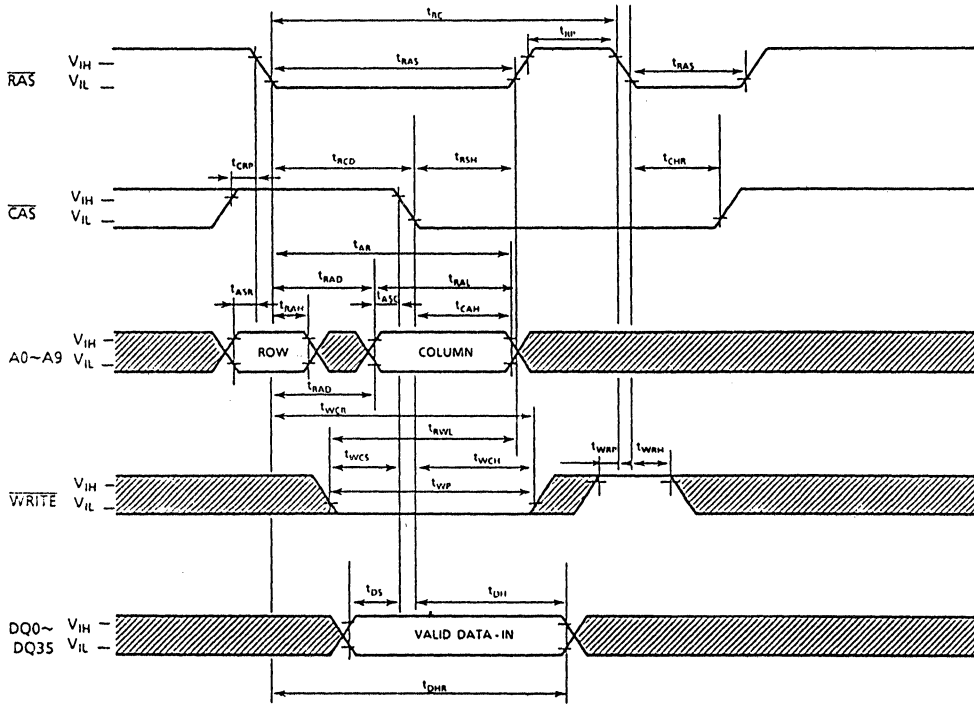 tRC
tRP
VIH
RAS
VIL
tRAS
tRAS
tCRP
tRCD
tRSH
tCHR
VIH
CAS
VIL
tAR
tRAD
tRAL
tASR
tRAH
tASC
tCAH
VIH
A0~A9
VIL
ROW
COLUMN
tRAD
tWCR
tRWL
tWCS
tWCH
tWRP
tWRH
tWP
VIH
WRITE
VIL
tDS
tDH
DQ0~
DQ35
VIH
VIL
VALID DATA-IN
tDHR